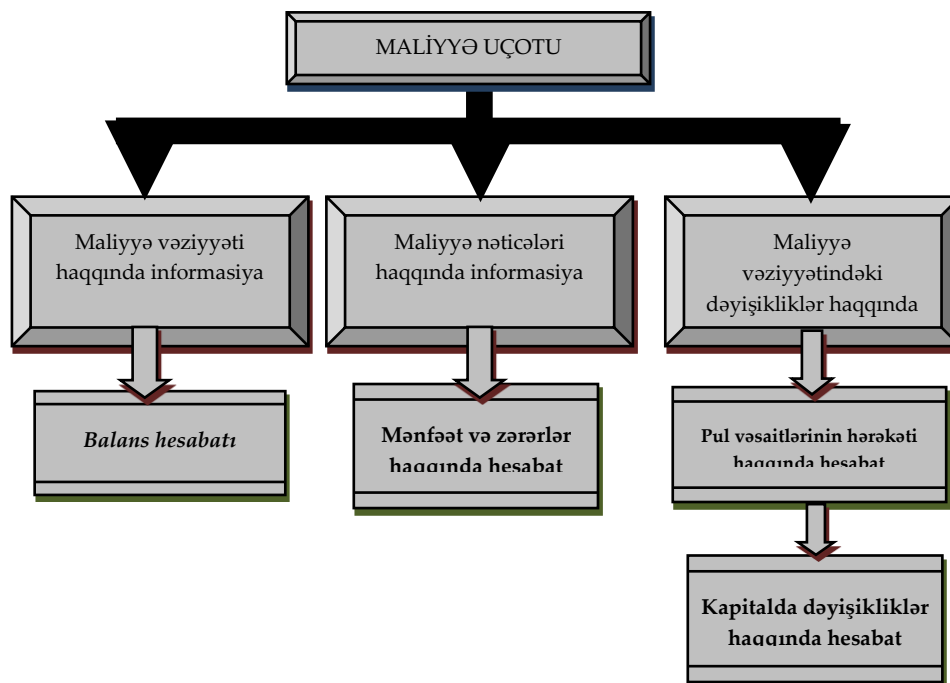 MALİYYƏ UÇOTU
Maliyyə vəziyyəti
haqqında informasiya
Maliyyə nəticələri
haqqında informasiya
Maliyyə
vəziyyətindəki
dəyişikliklər haqqında
Balans hesabatı
Mənfəət və zərərlər
haqqında hesabat
Pul vəsaitlərinin hərəkəti
haqqında hesabat
Kapitalda dəyişikliklər
haqqında hesabat